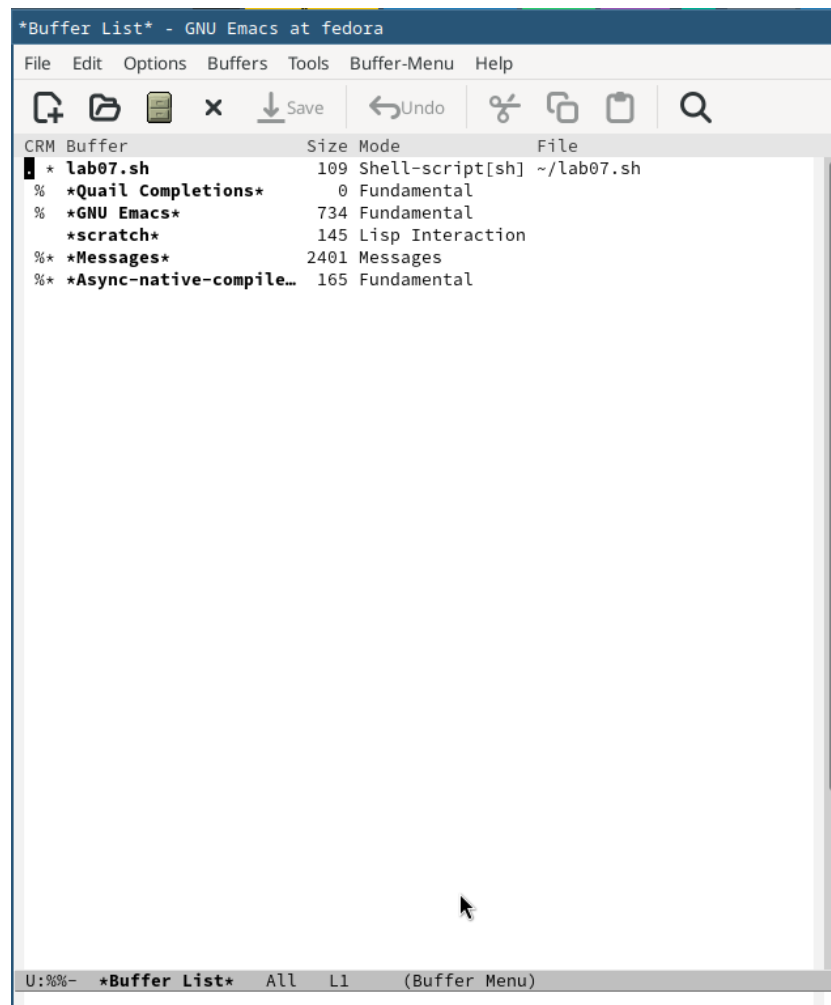 *Buffer List* - GNU Emacs at fedora
File Edit Options Buffers Tools Buffer-Menu Help
Save Undo
CRM Buffer Size Mode File
. * lab07.sh 109 Shell-script[sh] ~/lab07.sh
% *Quail Completions* 0 Fundamental
% *GNU Emacs* 734 Fundamental
*scratch* 145 Lisp Interaction
%* *Messages* 2401 Messages
%* *Async-native-compile… 165 Fundamental
U:%%- *Buffer List* All L1 (Buffer Menu)